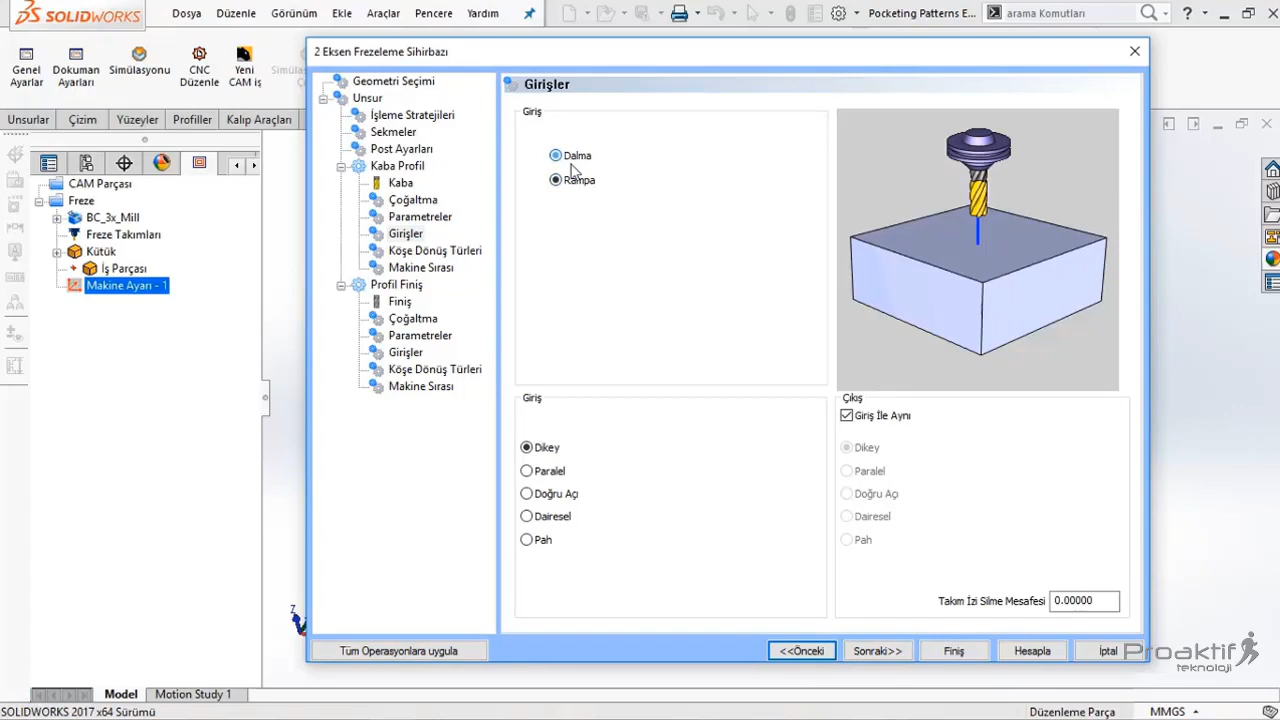 SOLIDWORKS
Dosya Düzenle Görünüm Ekle Araçlar Pencere Yardım
Pocketing Patterns E...
arama Komutları
?
Genel Ayarlar
Dokuman Ayarları
Simülasyonu
CNC Düzenle
Yeni CAM iş
Simüla
Unsurlar Çizim Yüzeyler Profiller Kalıp Araçları
CAM Parçası
Freze
BC_3x_Mill
Freze Takımları
Kütük
İş Parçası
Makine Ayarı - 1
2 Eksen Frezeleme Sihirbazı
Geometri Seçimi
Unsur
İşleme Stratejileri
Sekmeler
Post Ayarları
Kaba Profil
Kaba
Çoğaltma
Parametreler
Girişler
Köşe Dönüş Türleri
Makine Sırası
Profil Finiş
Finiş
Çoğaltma
Parametreler
Girişler
Köşe Dönüş Türleri
Makine Sırası
Girişler
Giriş
Dalma
Rampa
Giriş
Dikey
Paralel
Doğru Açı
Dairesel
Pah
Çıkış
Giriş İle Aynı
Dikey
Paralel
Doğru Açı
Dairesel
Pah
Takım İzi Silme Mesafesi 0.00000
Tüm Operasyonlara uygula
<<Önceki Sonraki>> Finiş Hesapla İptal
Proaktif
teknoloji
Z
Model Motion Study 1
SOLIDWORKS 2017 x64 Sürümü
Düzenleme Parça MMGS